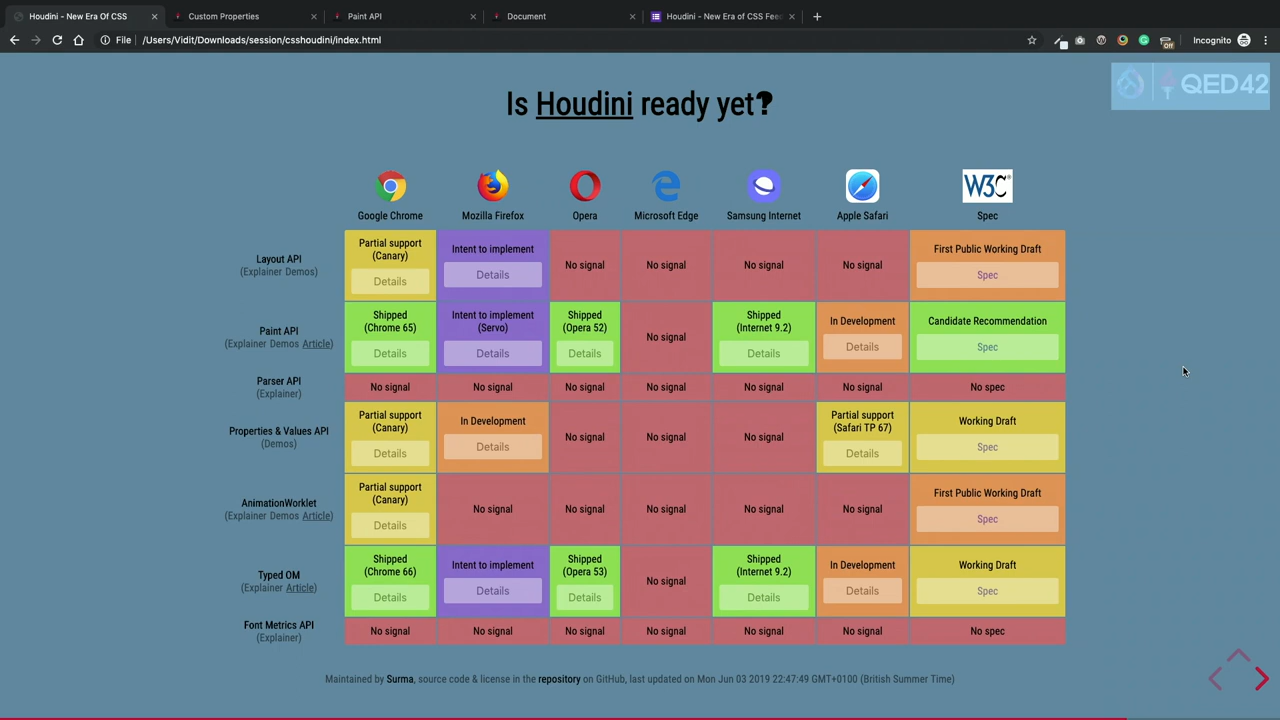 Houdini - New Era Of CSS
Custom Properties
Paint API
Document
Houdini - New Era of CSS Fee
File
/Users/Vidit/Downloads/session/csshoudini/index.html
Off
Incognito
Is Houdini ready yet?
QED42
Google Chrome
Mozilla Firefox
Opera
Microsoft Edge
Samsung Internet
Apple Safari
W3C®
Spec
Layout API
(Explainer Demos)
Partial support
(Canary)
Details
Intent to implement
Details
No signal
No signal
No signal
No signal
First Public Working Draft
Spec
Paint API
(Explainer Demos Article)
Shipped
(Chrome 65)
Details
Intent to implement
(Servo)
Details
Shipped
(Opera 52)
Details
No signal
Shipped
(Internet 9.2)
Details
In Development
Details
Candidate Recommendation
Spec
Parser API
(Explainer)
No signal
No signal
No signal
No signal
No signal
No signal
No spec
Properties & Values API
(Demos)
Partial support
(Canary)
Details
In Development
Details
No signal
No signal
No signal
Partial support
(Safari TP 67)
Details
Working Draft
Spec
AnimationWorklet
(Explainer Demos Article)
Partial support
(Canary)
Details
No signal
No signal
No signal
No signal
No signal
First Public Working Draft
Spec
Typed OM
(Explainer Article)
Shipped
(Chrome 66)
Details
Intent to implement
Details
Shipped
(Opera 53)
Details
No signal
Shipped
(Internet 9.2)
Details
In Development
Details
Working Draft
Spec
Font Metrics API
(Explainer)
No signal
No signal
No signal
No signal
No signal
No signal
No spec
Maintained by Surma, source code & license in the repository on GitHub, last updated on Mon Jun 03 2019 22:47:49 GMT+0100 (British Summer Time)